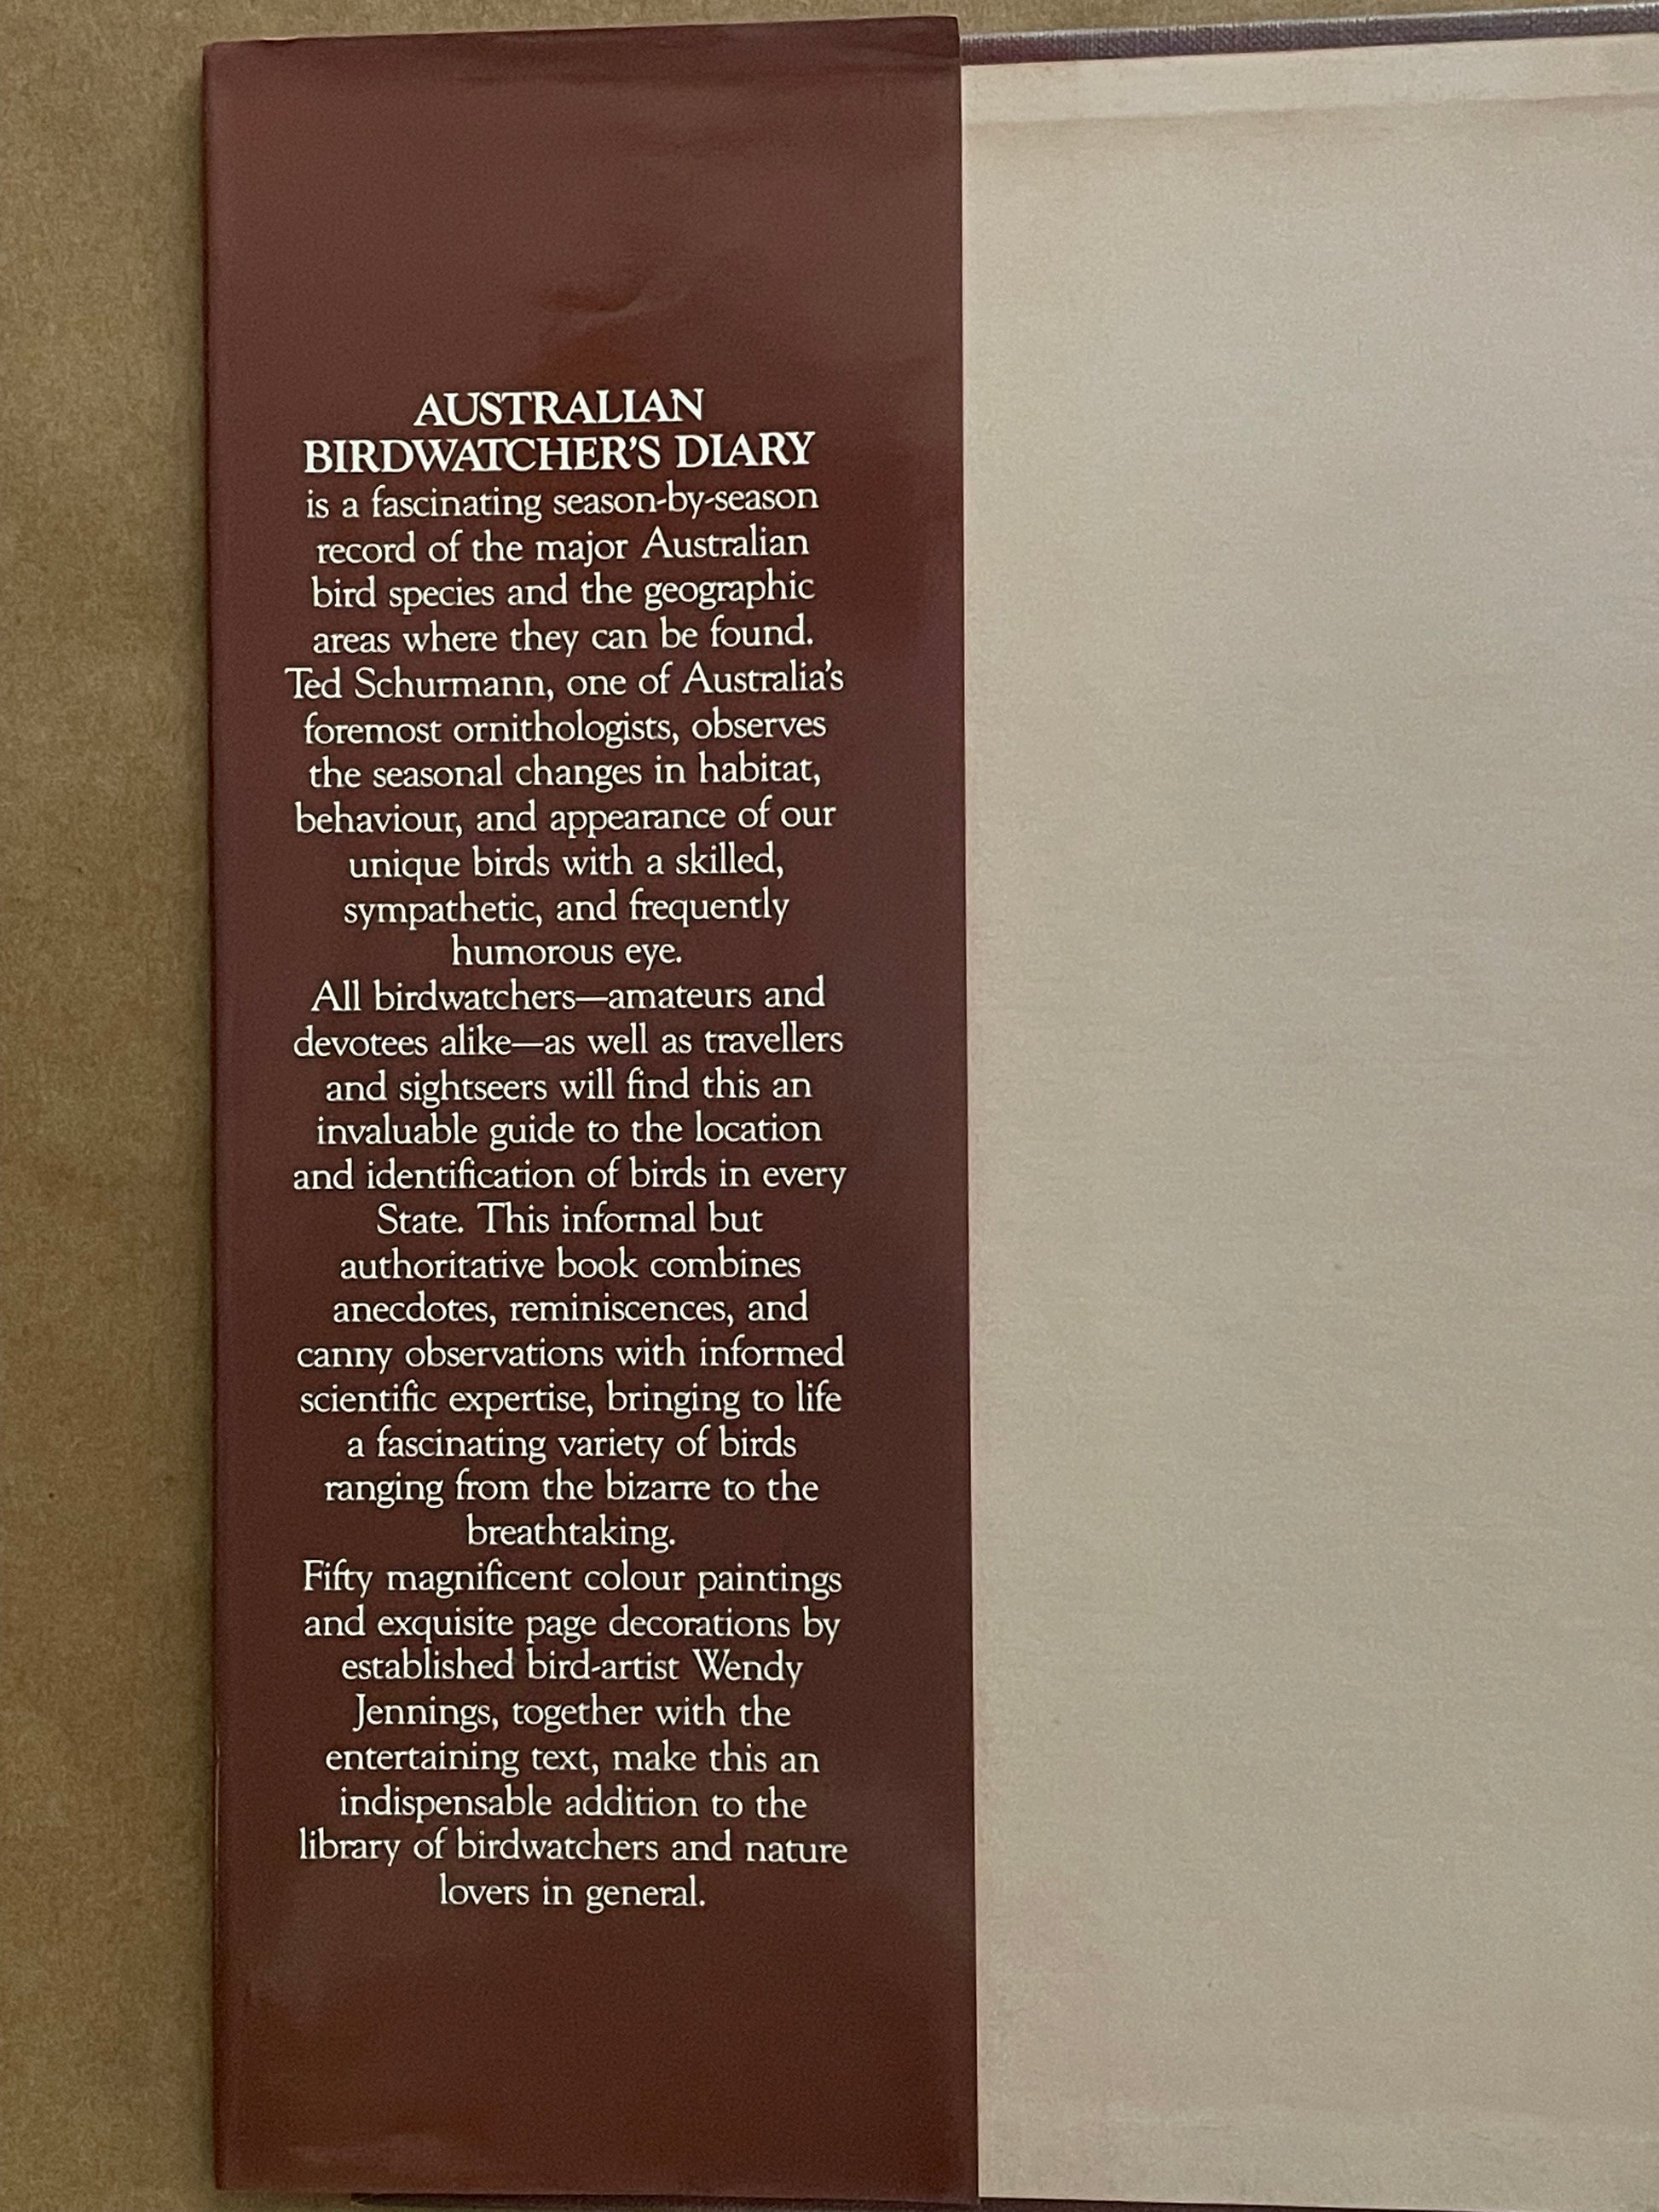 AUSTRALIAN
BIRDWATCHER'S DIARY
is a fascinating season-by-season
record of the major Australian
bird species and the geographic
areas where they can be found.
Ted Schurmann, one of Australia's
foremost ornithologists, observes
the seasonal changes in habitat,
behaviour, and appearance of our
unique birds with a skilled,
sympathetic, and frequently
humorous eye.
All birdwatchers—amateurs and
devotees alike—as well as travellers
and sightseers will find this an
invaluable guide to the location
and identification of birds in every
State. This informal but
authoritative book combines
anecdotes, reminiscences, and
canny observations with informed
scientific expertise, bringing to life
a fascinating variety of birds
ranging from the bizarre to the
breathtaking.
Fifty magnificent colour paintings
and exquisite page decorations by
established bird-artist Wendy
Jennings, together with the
entertaining text, make this an
indispensable addition to the
library of birdwatchers and nature
lovers in general.